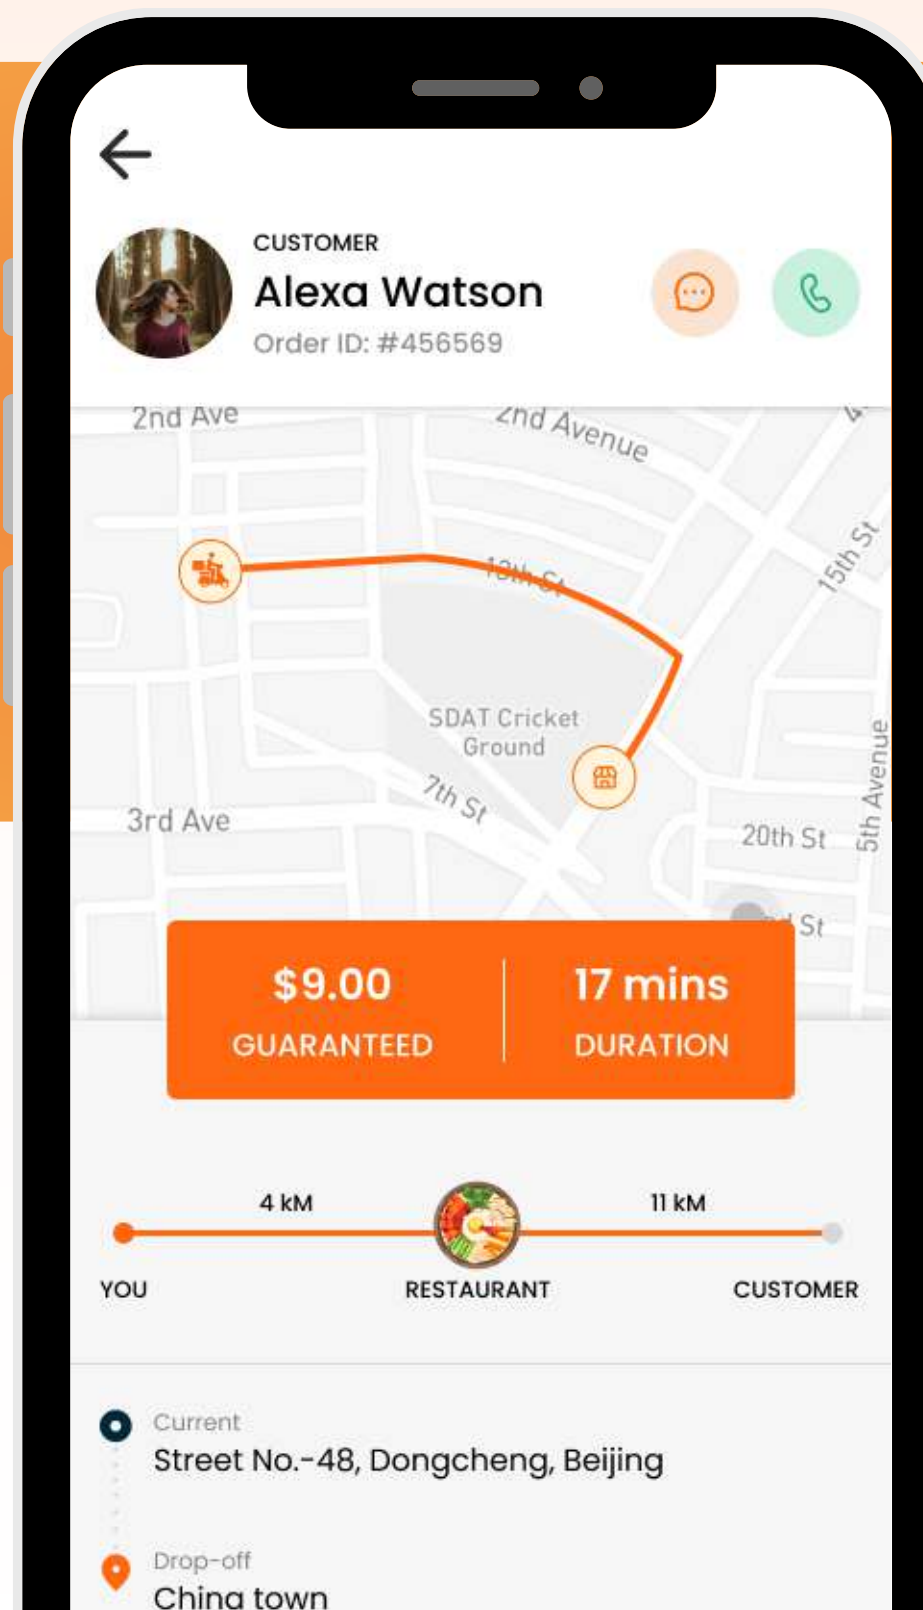 CUSTOMER
Alexa Watson
Order ID: #456569
2nd Ave
2nd Avenue
15th St
13th St
SDAT Cricket
Ground
7th St
3rd Ave
5th Avenue
20th St
St
$9.00
17 mins
GUARANTEED
DURATION
4 kM
11 kM
YOU
RESTAURANT
CUSTOMER
Current
Street No.-48, Dongcheng, Beijing
Drop-off
China town